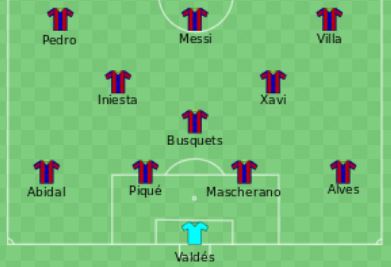 Pedro
Messi
Villa
Iniesta
Xavi
Busquets
Abidal
Piqué
Mascherano
Alves
Valdés